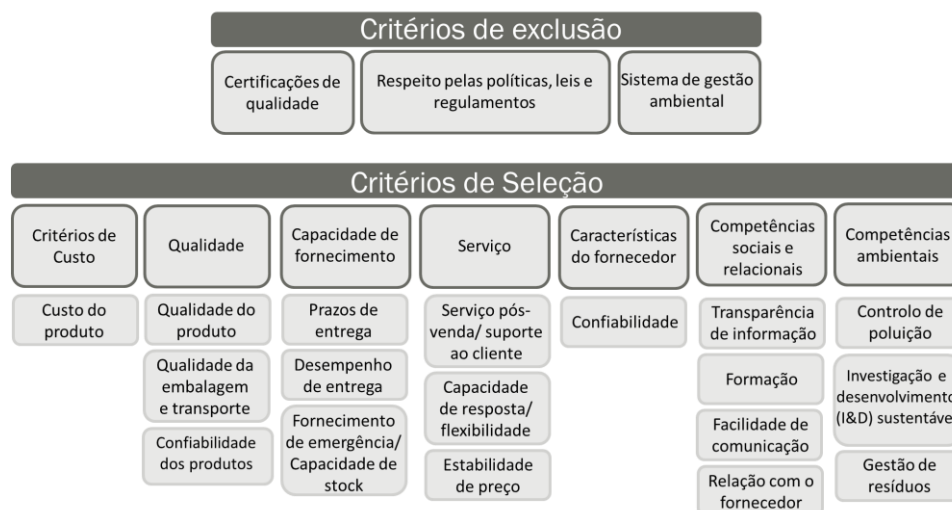 Critérios de exclusão
Certificações de
qualidade
Respeito pelas políticas, leis e
regulamentos
Sistema de gestão
ambiental
Critérios de Seleção
Critérios de
Custo
Qualidade
Capacidade de
fornecimento
Serviço
Características
do fornecedor
Competências
sociais e
relacionais
Competências
ambientais
Custo do
produto
Qualidade do
produto
Qualidade da
embalagem
e transporte
Confiabilidade
dos produtos
Prazos de
entrega
Desempenho
de entrega
Fornecimento
de emergência/
Capacidade de
stock
Serviço pós-
venda/ suporte
ao cliente
Capacidade
de resposta/
flexibilidade
Estabilidade
de preço
Confiabilidade
Transparência
de informação
Formação
Facilidade de
comunicação
Relação com o
fornecedor
Controlo de
poluição
Investigação e
desenvolvimento
(I&D) sustentável
Gestão de
resíduos